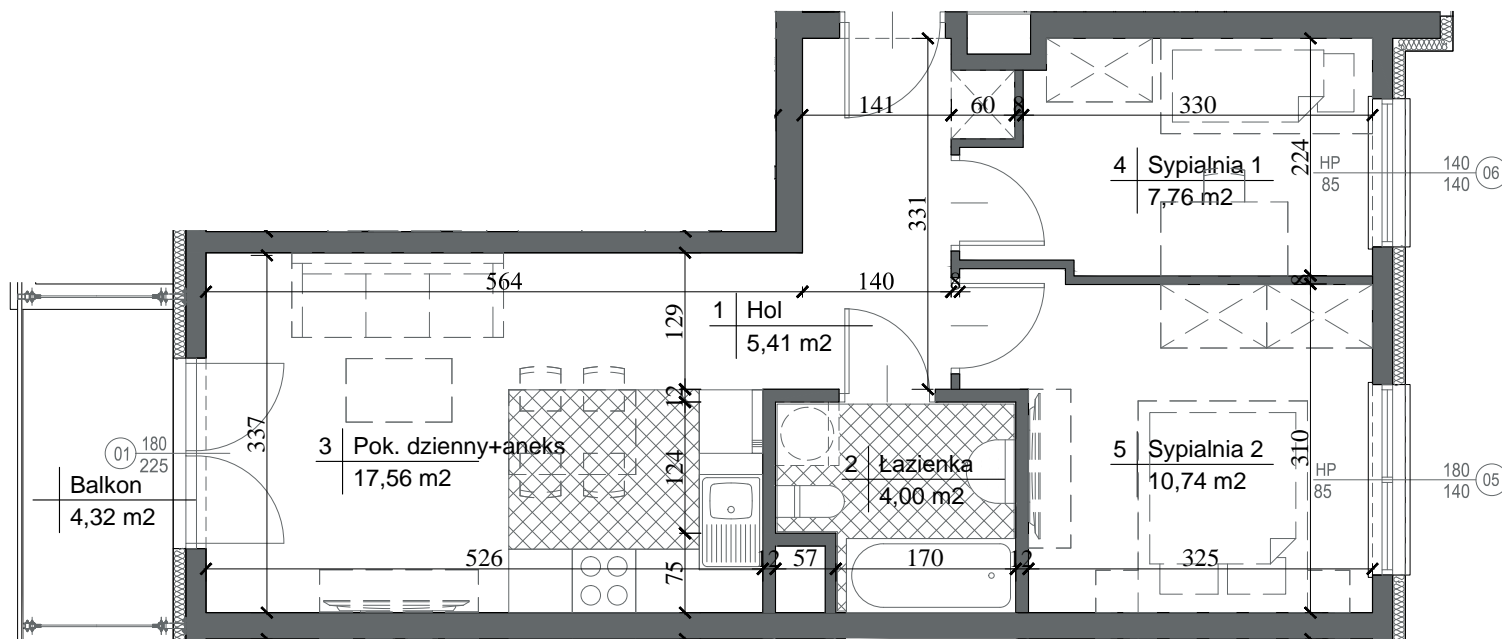 141
60
8
330
4 Sypialnia 1
7,76 m2
224
HP
85
140
140
06
331
564
140
8
8
1 Hol
5,41 m2
129
12
337
3 Pok. dzienny+aneks
17,56 m2
124
2 Łazienka
4,00 m2
5 Sypialnia 2
10,74 m2
310
HP
85
180
140
05
01
180
225
Balkon
4,32 m2
526
75
12
57
170
12
325